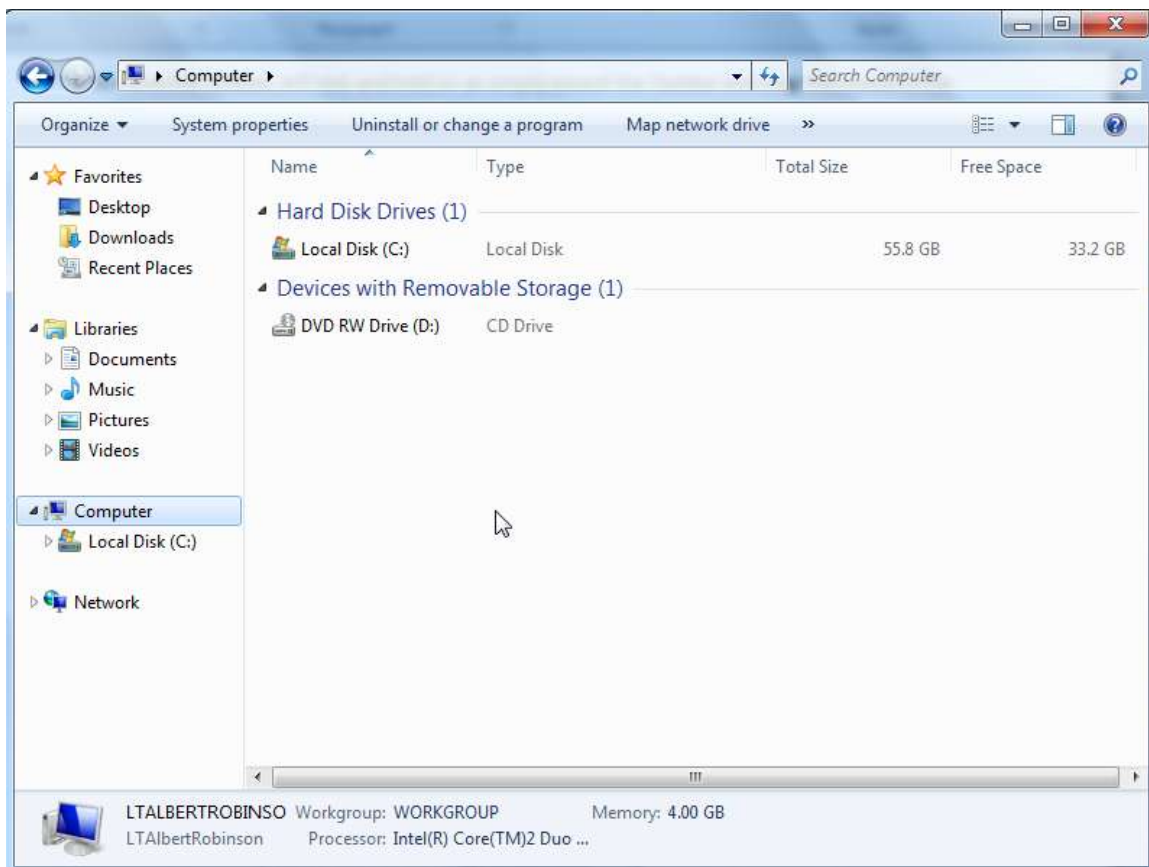 Computer
Search Computer
Organize System properties Uninstall or change a program Map network drive »
Favorites
Desktop
Downloads
Recent Places
Libraries
Documents
Music
Pictures
Videos
Computer
Local Disk (C:)
Network
Name Type Total Size Free Space
Hard Disk Drives (1)
Local Disk (C:) Local Disk 55.8 GB 33.2 GB
Devices with Removable Storage (1)
DVD RW Drive (D:) CD Drive
LTALBERTROBINSO Workgroup: WORKGROUP Memory: 4.00 GB
LTAlbertRobinson Processor: Intel(R) Core(TM)2 Duo ...